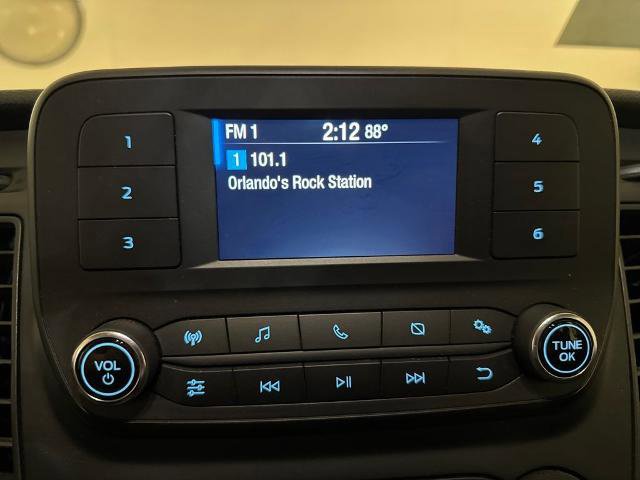 FM 1 2:12 88°
1 101.1
Orlando's Rock Station
1
2
3
4
5
6
VOL
TUNE
OK